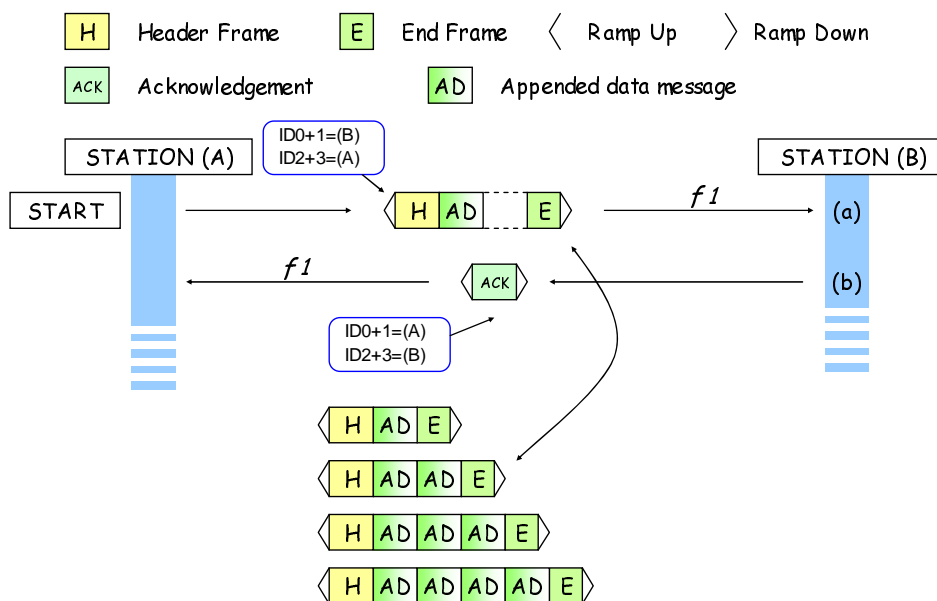 H Header Frame E End Frame Ramp Up Ramp Down
ACK Acknowledgement AD Appended data message
ID0+1=(B)
ID2+3=(A)
STATION (A)
STATION (B)
START
H AD E
f1
(a)
f1
ACK
(b)
ID0+1=(A)
ID2+3=(B)
H AD E
H AD AD E
H AD AD AD E
H AD AD AD AD E